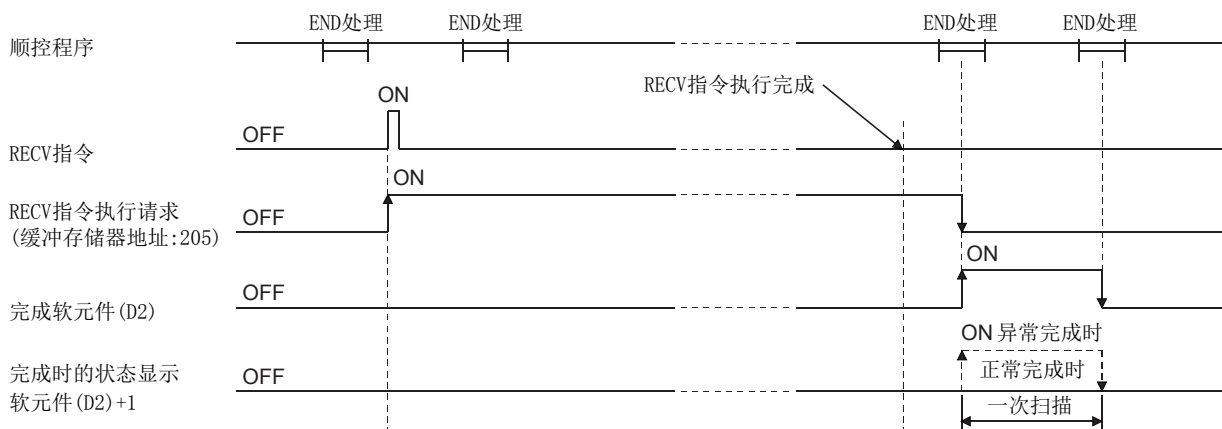 END处理
END处理
END处理
END处理
顺控程序
RECV指令执行完成
ON
OFF
RECV指令
ON
RECV指令执行请求
(缓冲存储器地址:205)
OFF
ON
完成软元件(D2)
OFF
ON 异常完成时
完成时的状态显示
软元件(D2)+1
OFF
正常完成时
一次扫描